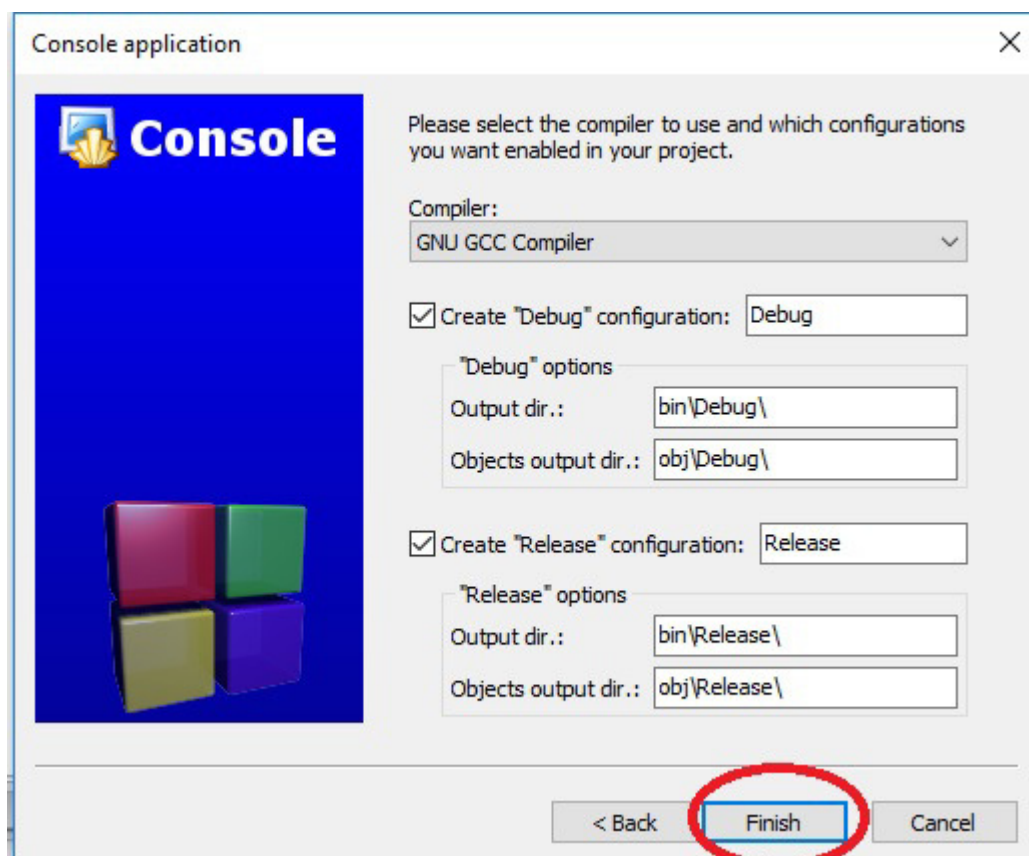 Console application
Console
Please select the compiler to use and which configurations
you want enabled in your project.
Compiler:
GNU GCC Compiler
Create "Debug" configuration: Debug
"Debug" options
Output dir.: bin\Debug\
Objects output dir.: obj\Debug\
Create "Release" configuration: Release
"Release" options
Output dir.: bin\Release\
Objects output dir.: obj\Release\
< Back Finish Cancel